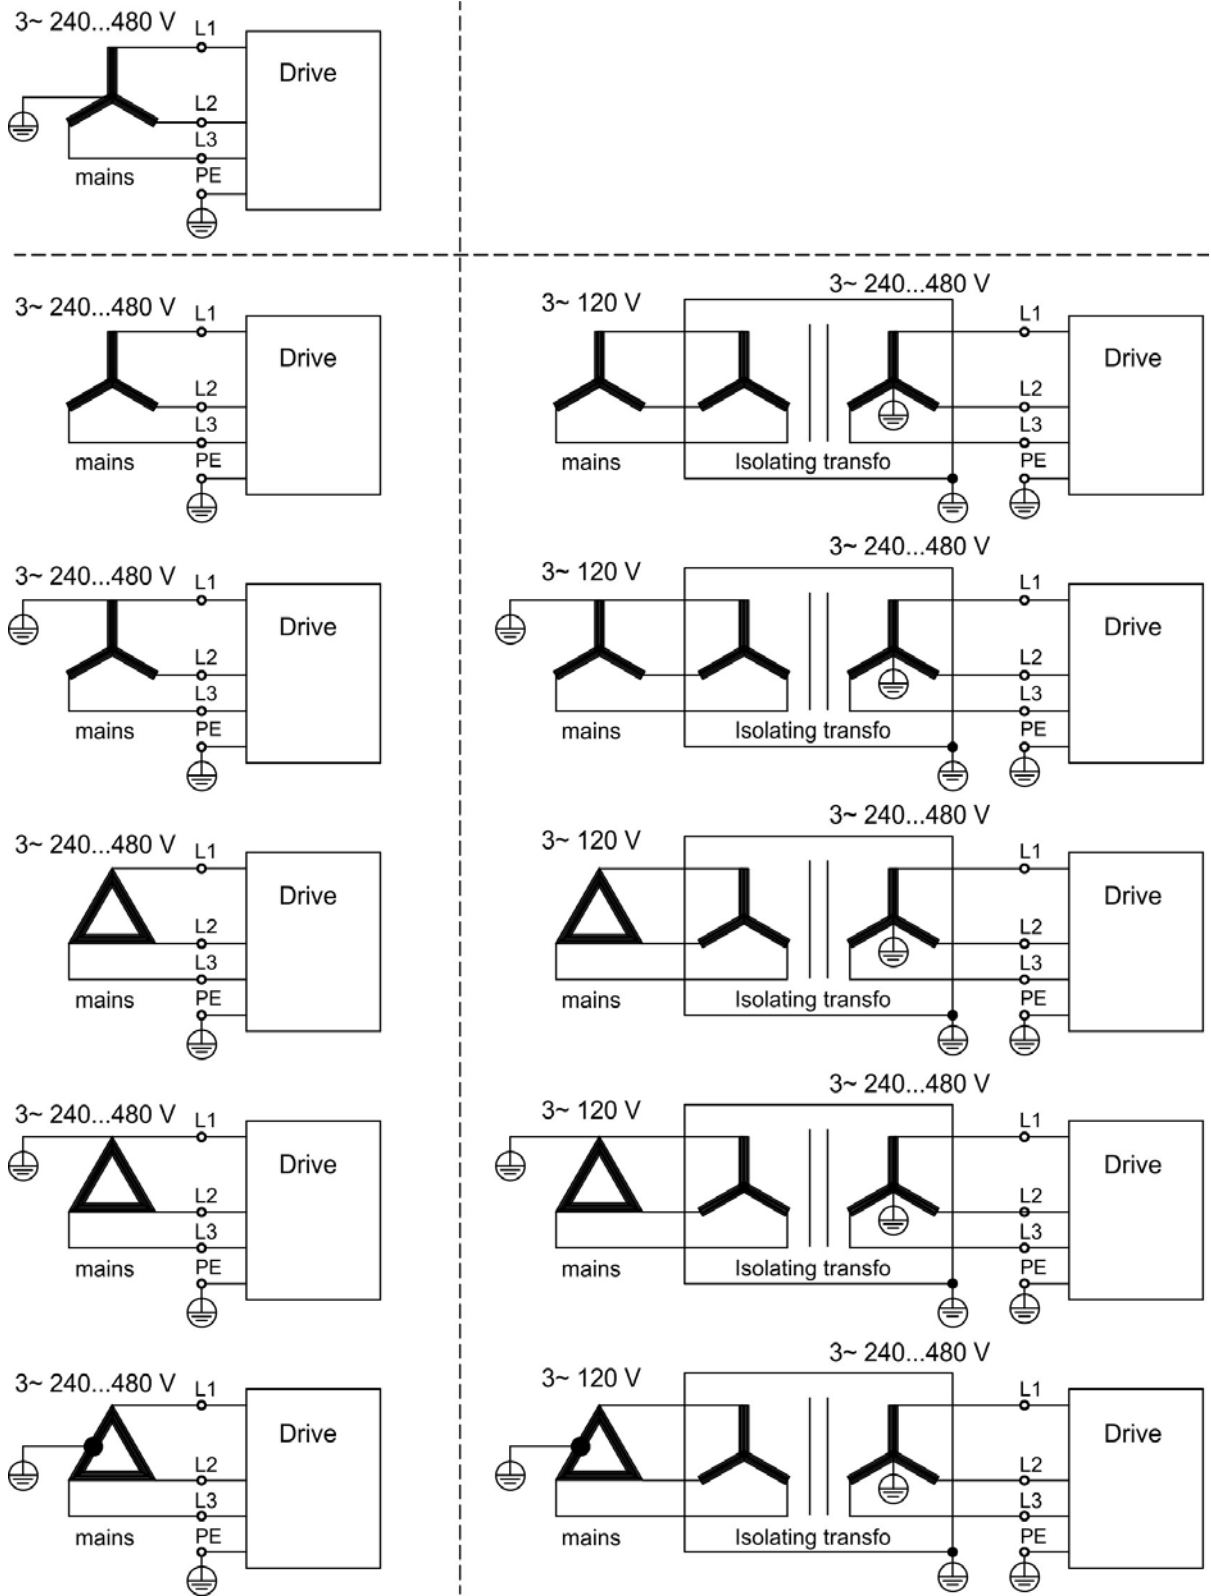 3~ 240...480 V
L1
Drive
L2
L3
mains
PE
3~ 240...480 V
L1
Drive
L2
L3
mains
PE
3~ 240...480 V
3~ 120 V
L1
Drive
L2
L3
mains
Isolating transfo
PE
3~ 240...480 V
L1
Drive
L2
L3
mains
PE
3~ 240...480 V
3~ 120 V
L1
Drive
L2
L3
mains
Isolating transfo
PE
3~ 240...480 V
L1
Drive
L2
L3
mains
PE
3~ 240...480 V
3~ 120 V
L1
Drive
L2
L3
mains
Isolating transfo
PE
3~ 240...480 V
L1
Drive
L2
L3
mains
PE
3~ 240...480 V
3~ 120 V
L1
Drive
L2
L3
mains
Isolating transfo
PE
3~ 240...480 V
L1
Drive
L2
L3
mains
PE
3~ 240...480 V
3~ 120 V
L1
Drive
L2
L3
mains
Isolating transfo
PE